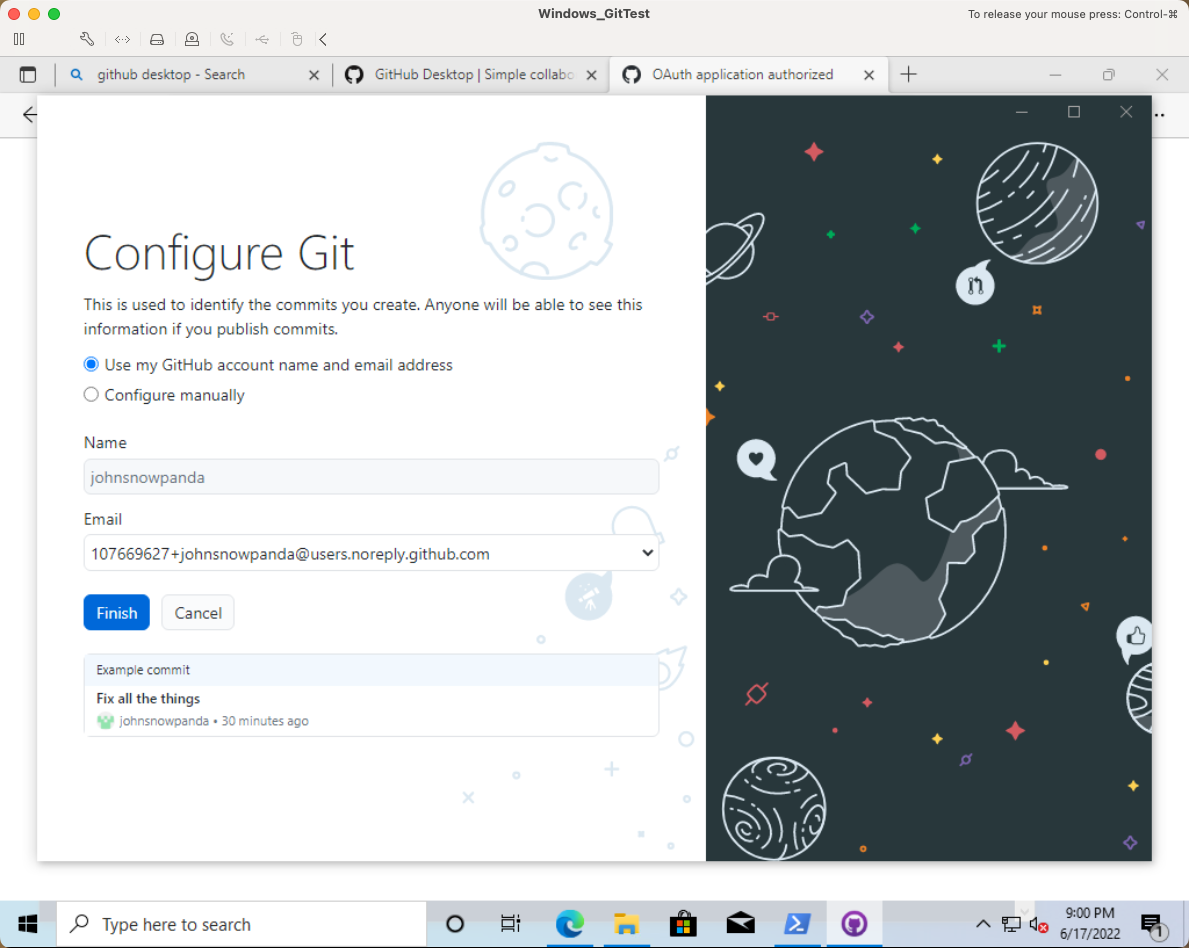 Windows_GitTest
To release your mouse press: Control-⌘
github desktop - Search
GitHub Desktop | Simple collabo
OAuth application authorized
Configure Git
This is used to identify the commits you create. Anyone will be able to see this
information if you publish commits.
Use my GitHub account name and email address
Configure manually
Name
johnsnowpanda
Email
107669627+johnsnowpanda@users.noreply.github.com
Finish
Cancel
Example commit
Fix all the things
johnsnowpanda • 30 minutes ago
Type here to search
9:00 PM
6/17/2022
1